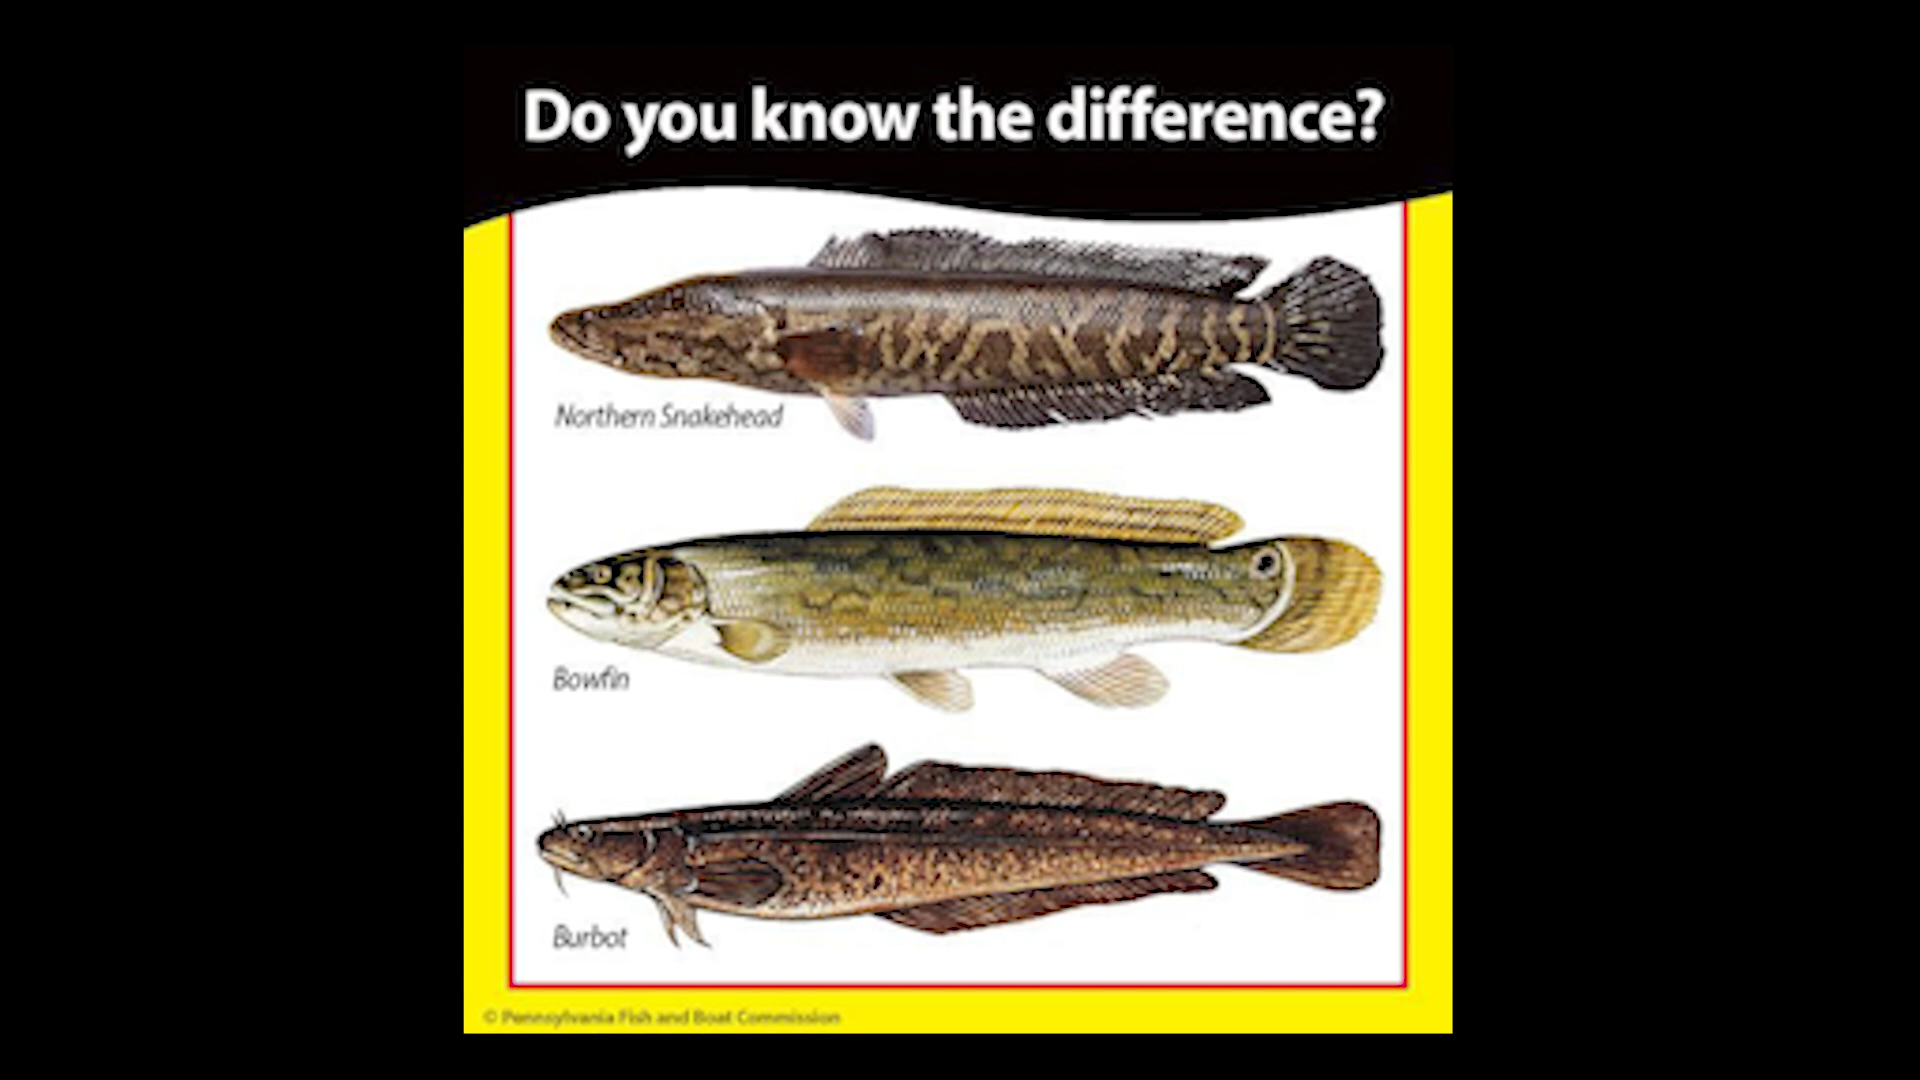 Do you know the difference?
Northern Snakehead
Bowfin
Burbot
© Pennsylvania Fish and Boat Commission